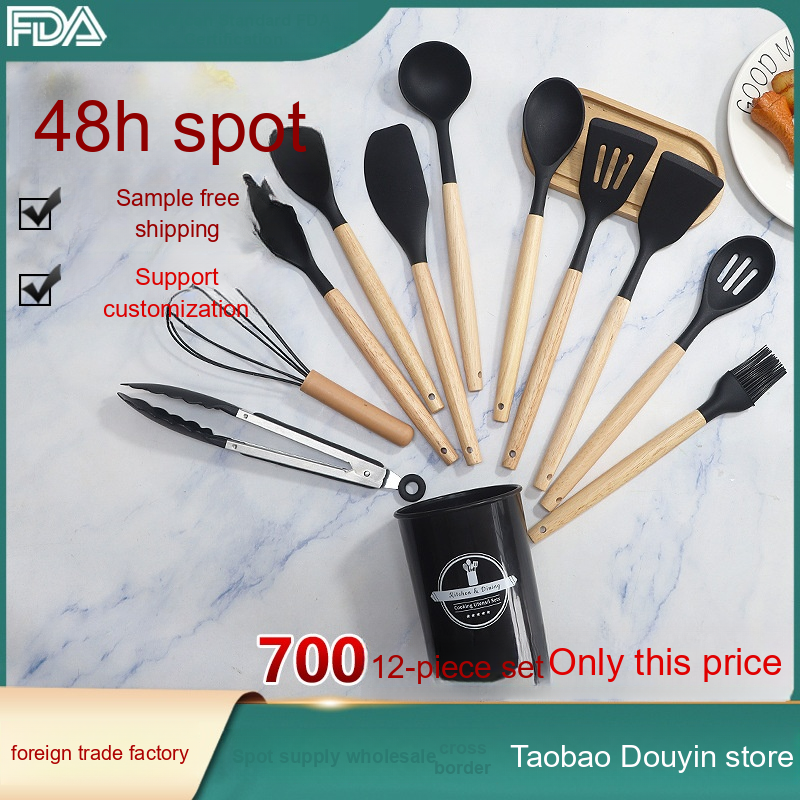 FDA
GOOD M
48h spot
Sample free
shipping
Support
customization
Kitchen & Dining
Cooking Utensil Sets
700
12-piece set
Only this price
foreign trade factory
Spot supply wholesale
cross
border
Taobao Douyin store